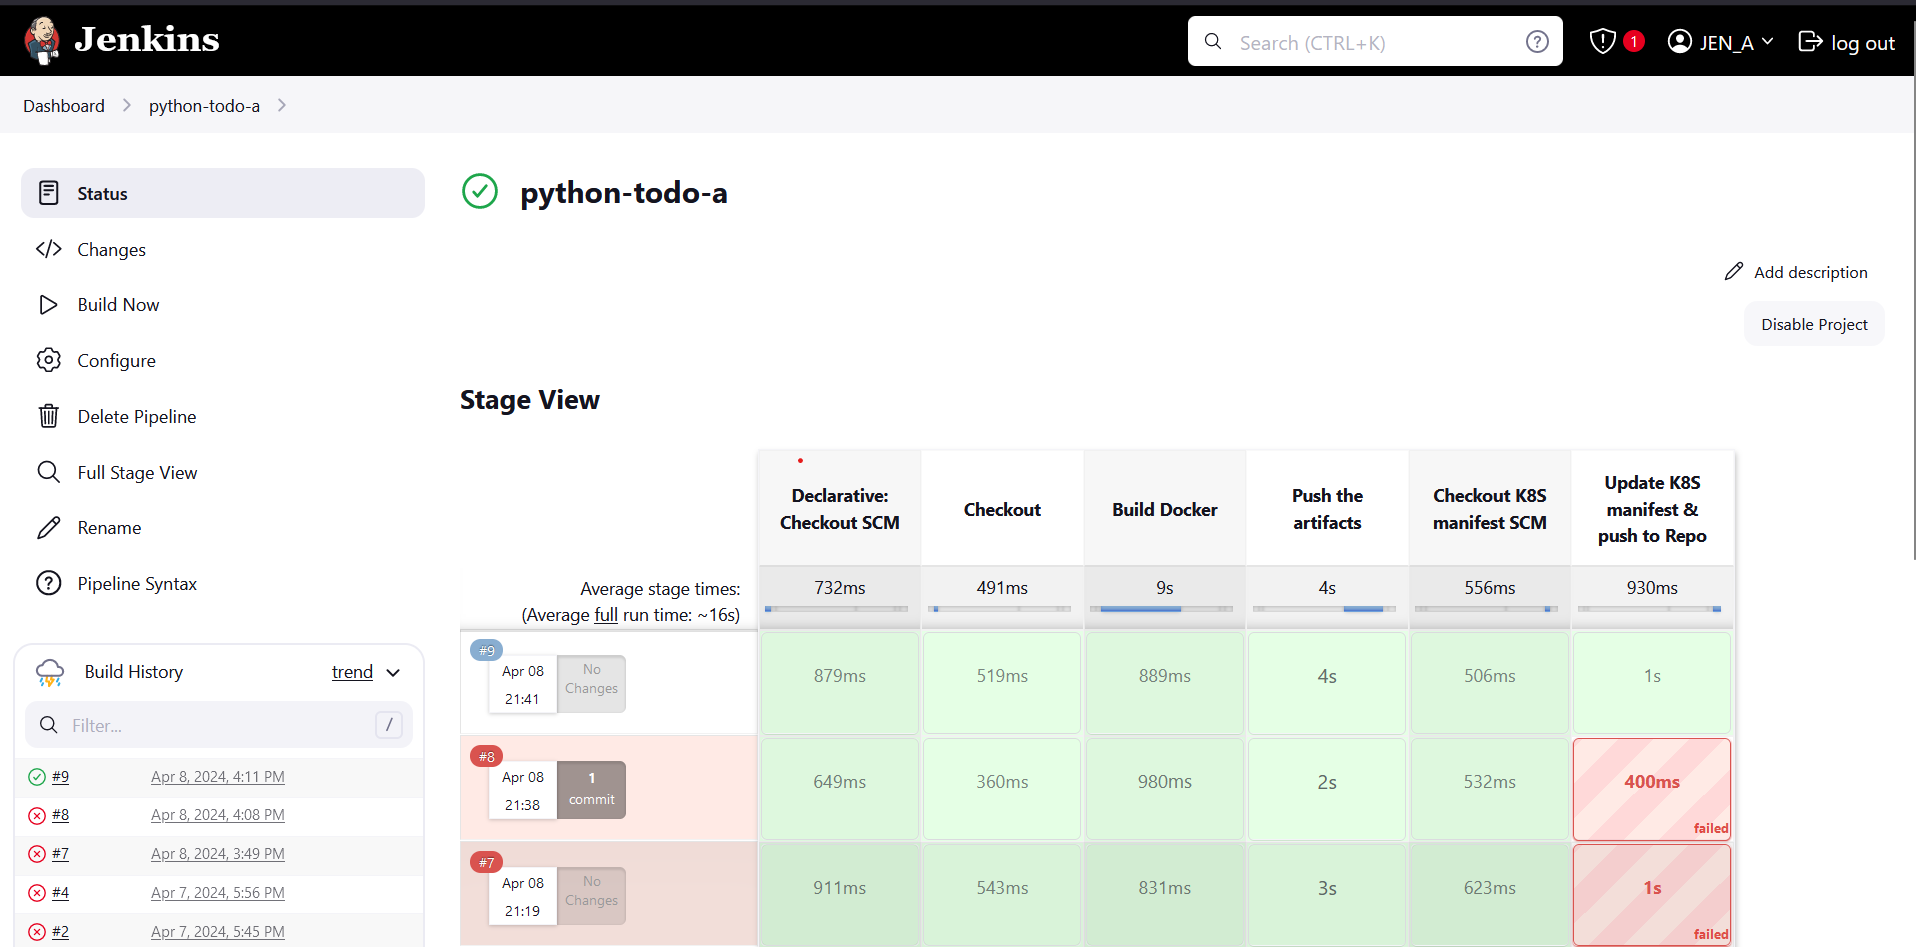 Jenkins
Search (CTRL+K)
1
JEN_A
log out
Dashboard
python-todo-a
Status
Changes
Build Now
Configure
Delete Pipeline
Full Stage View
Rename
Pipeline Syntax
Build History
trend
Filter...
/
#9
Apr 8, 2024, 4:11 PM
#8
Apr 8, 2024, 4:08 PM
#7
Apr 8, 2024, 3:49 PM
#4
Apr 7, 2024, 5:56 PM
#2
Apr 7, 2024, 5:45 PM
python-todo-a
Add description
Disable Project
Stage View
Declarative:
Checkout SCM
Checkout
Build Docker
Push the
artifacts
Checkout K8S
manifest SCM
Update K8S
manifest &
push to Repo
Average stage times:
(Average full run time: ~16s)
732ms
491ms
9s
4s
556ms
930ms
#9
Apr 08
21:41
No
Changes
879ms
519ms
889ms
4s
506ms
1s
#8
Apr 08
21:38
1
commit
649ms
360ms
980ms
2s
532ms
400ms
failed
#7
Apr 08
21:19
No
Changes
911ms
543ms
831ms
3s
623ms
1s
failed